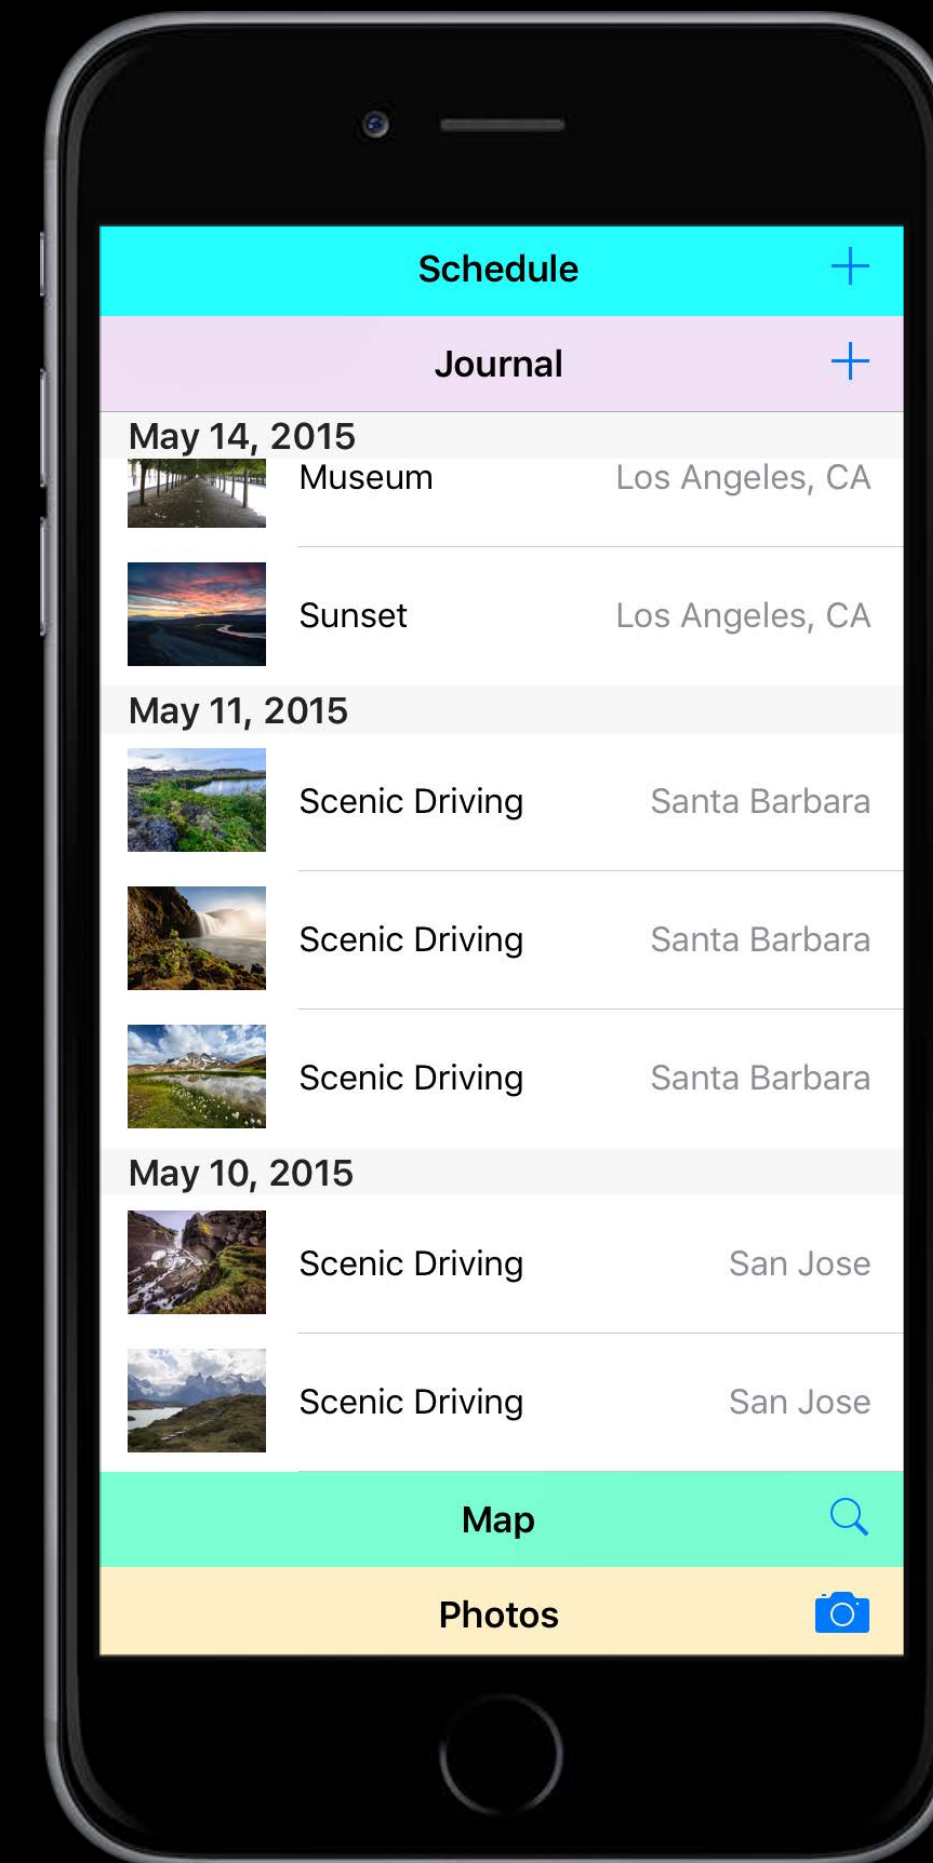 Schedule
Journal
May 14, 2015
Museum Los Angeles, CA
Sunset Los Angeles, CA
May 11, 2015
Scenic Driving Santa Barbara
Scenic Driving Santa Barbara
Scenic Driving Santa Barbara
May 10, 2015
Scenic Driving San Jose
Scenic Driving San Jose
Map
Photos